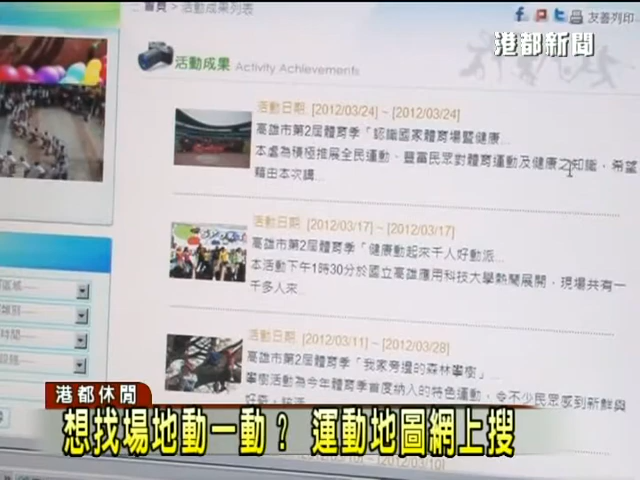 首頁 > 活動成果列表
友善列印
港都新聞
活動成果 Activity Achievements
活動日期 [2012/03/24] ~ [2012/03/24]
高雄市第2屆體育季「認識國家體育場暨健康...
本處為積極推展全民運動、豐富民眾對體育運動及健康之知識，希望
藉由本次講...
活動日期 [2012/03/17] ~ [2012/03/17]
高雄市第2屆體育季「健康動起來千人好動派...
本活動下午1時30分於國立高雄應用科技大學熱鬧展開，現場共有一
千多人來...
活動日期 [2012/03/11] ~ [2012/03/28]
高雄市第2屆體育季「我家旁邊的森林攀樹」...
攀樹活動為今年體育季首度納入的特色運動，令不少民眾感到新鮮與
港都休閒
想找場地動一動？ 運動地圖網上搜